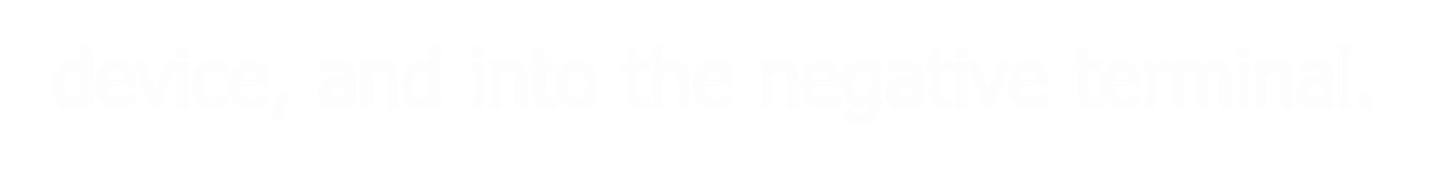 device, and into the negative terminal.